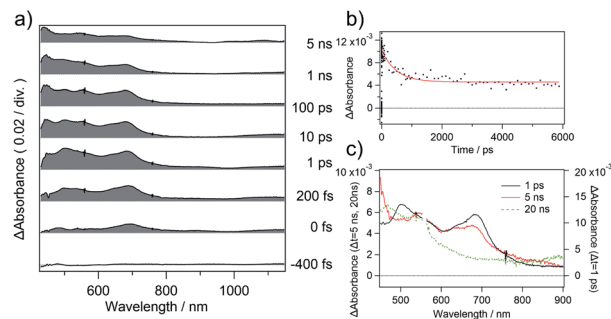 a)
ΔAbsorbance ( 0.02 / div. )
5 ns
1 ns
100 ps
10 ps
1 ps
200 fs
0 fs
-400 fs
600 800 1000
Wavelength / nm
b)
12 ×10⁻³
8
4
0
ΔAbsorbance
0 2000 4000 6000
Time / ps
c)
10 ×10⁻³
8
6
4
2
0
ΔAbsorbance (Δt=5 ns, 20ns)
1 ps
5 ns
20 ns
20 ×10⁻³
15
10
5
0
ΔAbsorbance (Δt=1 ps)
500 600 700 800 900
Wavelength / nm